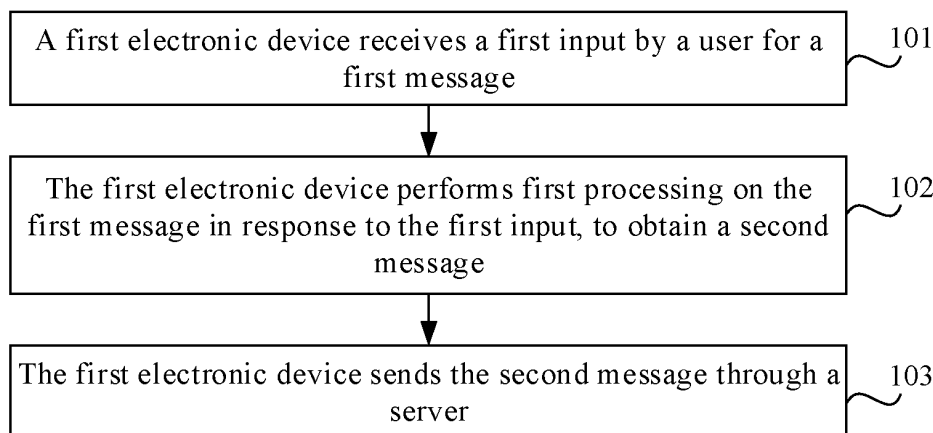 A first electronic device receives a first input by a user for a
first message
101
The first electronic device performs first processing on the
first message in response to the first input, to obtain a second
message
102
The first electronic device sends the second message through a
server
103